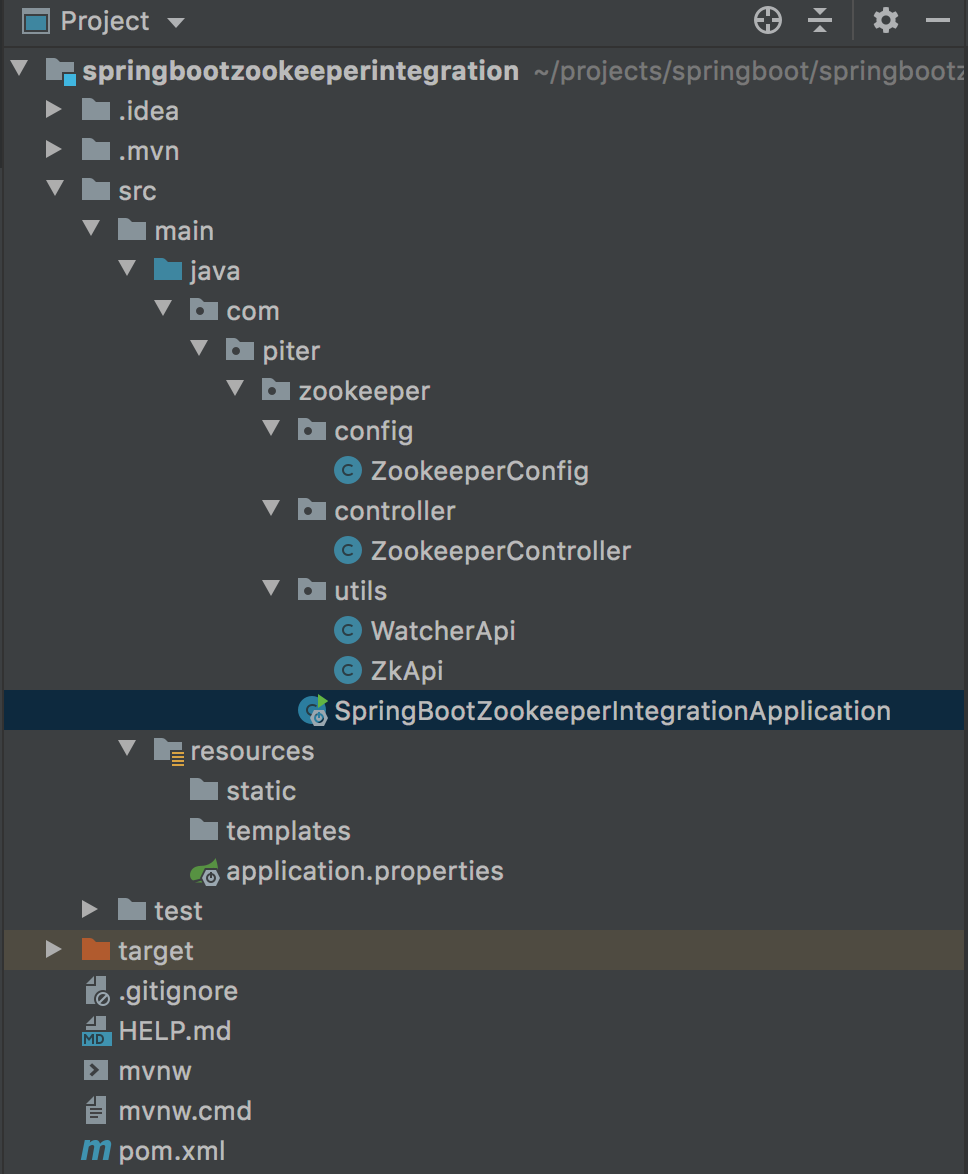 Project
springbootzookeeperintegration ~/projects/springboot/springbootz
.idea
.mvn
src
main
java
com
piter
zookeeper
config
ZookeeperConfig
controller
ZookeeperController
utils
WatcherApi
ZkApi
SpringBootZookeeperIntegrationApplication
resources
static
templates
application.properties
test
target
.gitignore
HELP.md
mvnw
mvnw.cmd
pom.xml